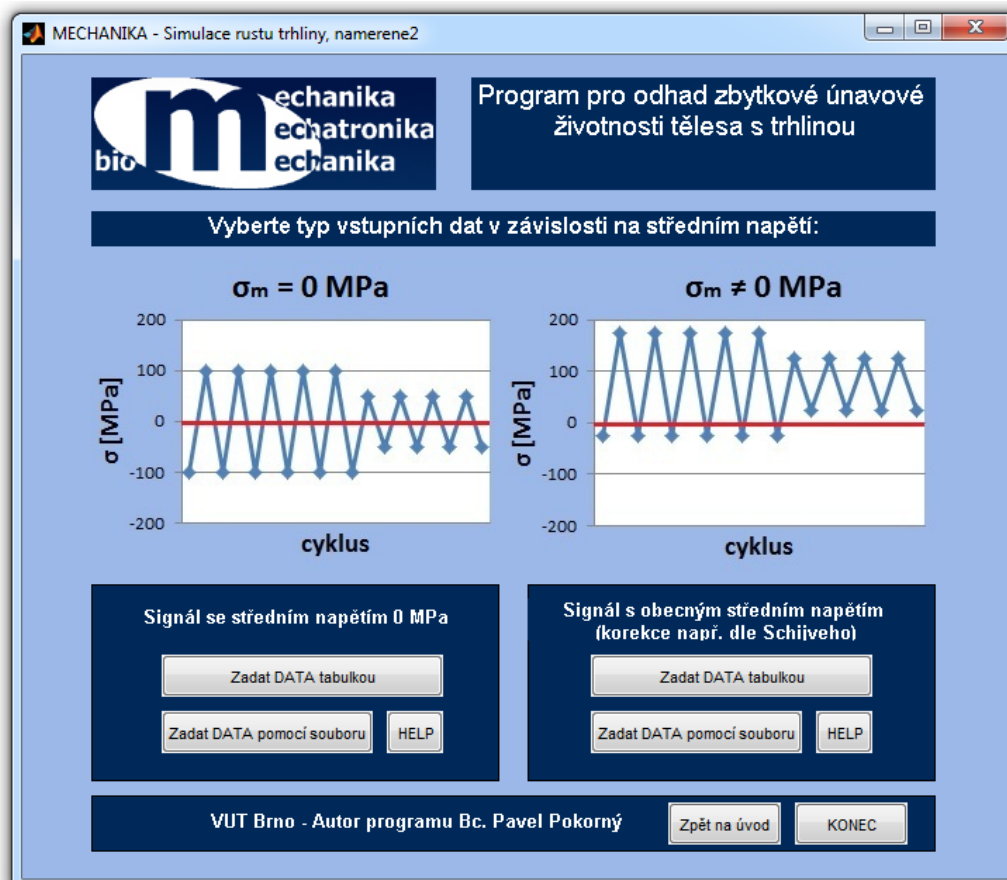 MECHANIKA - Simulace rustu trhliny, namerene2
echanika
mechatronika
bio echanika
Program pro odhad zbytkové únavové
životnosti tělesa s trhlinou
Vyberte typ vstupních dat v závislosti na středním napětí:
σm = 0 MPa
200
100
0
-100
-200
σ [MPa]
cyklus
σm ≠ 0 MPa
200
100
0
-100
-200
σ [MPa]
cyklus
Signál se středním napětím 0 MPa
Zadat DATA tabulkou
Zadat DATA pomocí souboru
HELP
Signál s obecným středním napětím
(korekce např. dle Schijveho)
Zadat DATA tabulkou
Zadat DATA pomocí souboru
HELP
VUT Brno - Autor programu Bc. Pavel Pokorný
Zpět na úvod
KONEC